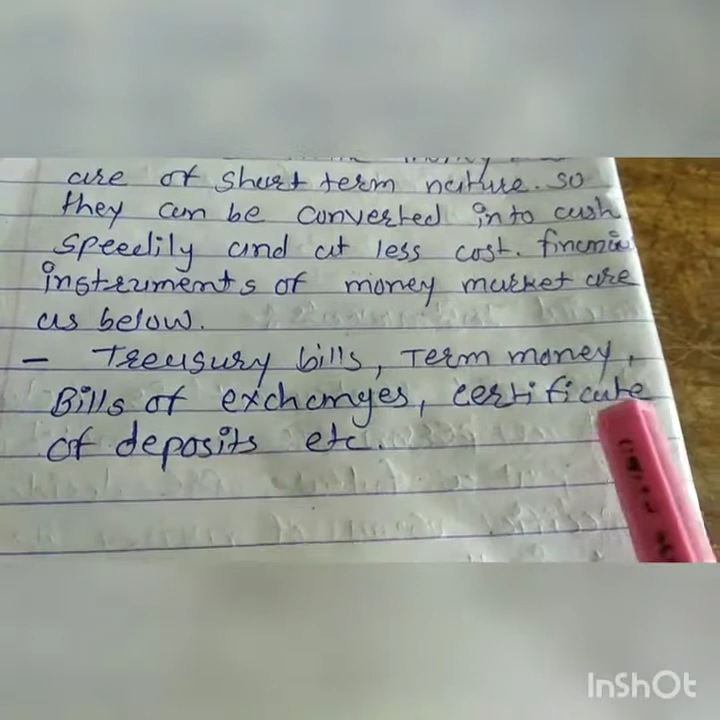 are of short term nature. so
they can be converted into cash
speedily and at less cost. financia
instruments of money market are
as below.
- Treasury bills, Term money,
Bills of exchanges, certificate
of deposits etc.
InShOt